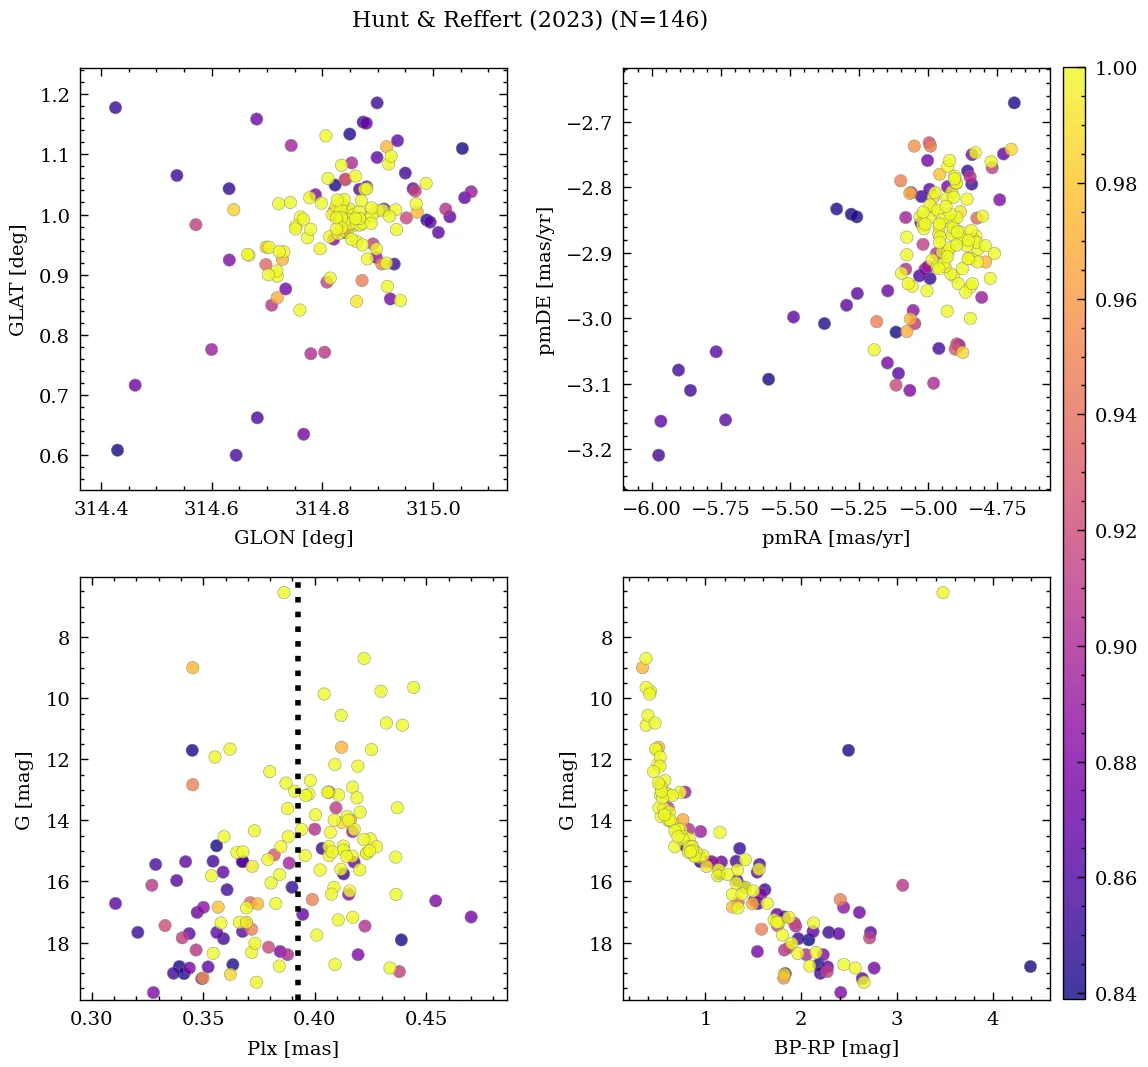 Hunt & Reffert (2023) (N=146)
1.2
1.1
1.0
0.9
0.8
0.7
0.6
GLAT [deg]
314.4 314.6 314.8 315.0
GLON [deg]
−2.7
−2.8
−2.9
−3.0
−3.1
−3.2
pmDE [mas/yr]
−6.00 −5.75 −5.50 −5.25 −5.00 −4.75
pmRA [mas/yr]
8
10
12
14
16
18
G [mag]
0.30 0.35 0.40 0.45
Plx [mas]
8
10
12
14
16
18
G [mag]
1 2 3 4
BP-RP [mag]
1.00
0.98
0.96
0.94
0.92
0.90
0.88
0.86
0.84